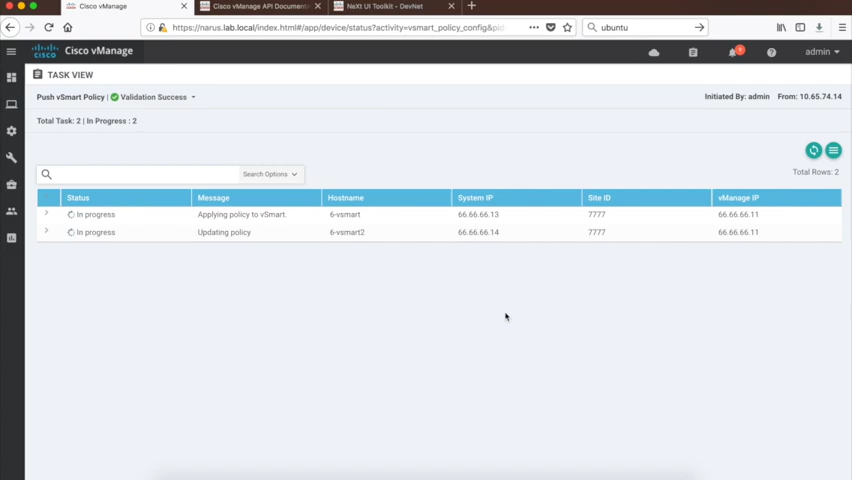 Cisco vManage
Cisco vManage API Documenta
NeXt UI Toolkit - DevNet
https://narus.lab.local/index.html#/app/device/status?activity=vsmart_policy_config&pid
ubuntu
CISCO
Cisco vManage
admin
TASK VIEW
Push vSmart Policy | Validation Success
Initiated By: admin From: 10.65.74.14
Total Task: 2 | In Progress : 2
Search Options
Total Rows: 2
Status Message Hostname System IP Site ID vManage IP
In progress Applying policy to vSmart. 6-vsmart 66.66.66.13 7777 66.66.66.11
In progress Updating policy 6-vsmart2 66.66.66.14 7777 66.66.66.11